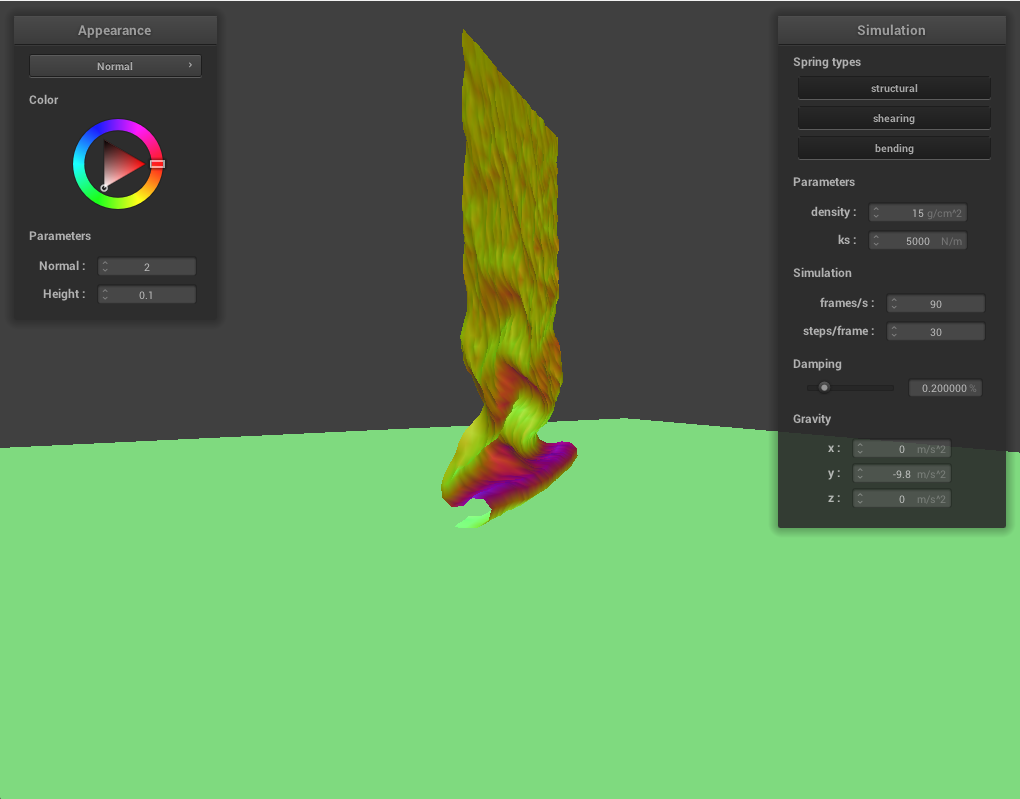 Appearance
Normal
Color
Parameters
Normal : 2
Height : 0.1
Simulation
Spring types
structural
shearing
bending
Parameters
density : 15 g/cm^2
ks : 5000 N/m
Simulation
frames/s : 90
steps/frame : 30
Damping
0.200000 %
Gravity
x : 0 m/s^2
y : -9.8 m/s^2
z : 0 m/s^2